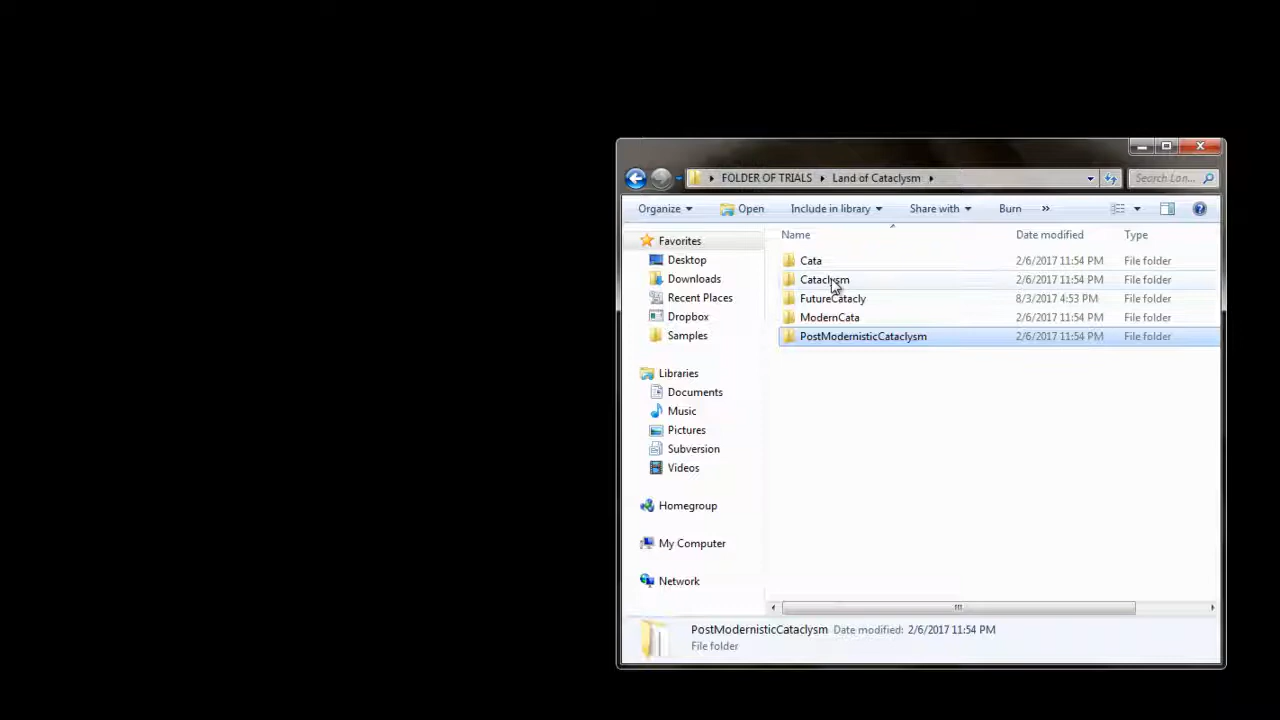 FOLDER OF TRIALS Land of Cataclysm Search Lan...
Organize Open Include in library Share with Burn »
Name Date modified Type
Favorites
Desktop
Downloads
Recent Places
Dropbox
Samples
Libraries
Documents
Music
Pictures
Subversion
Videos
Homegroup
My Computer
Network
Cata 2/6/2017 11:54 PM File folder
Cataclysm 2/6/2017 11:54 PM File folder
FutureCatacly 8/3/2017 4:53 PM File folder
ModernCata 2/6/2017 11:54 PM File folder
PostModernisticCataclysm 2/6/2017 11:54 PM File folder
PostModernisticCataclysm Date modified: 2/6/2017 11:54 PM
File folder